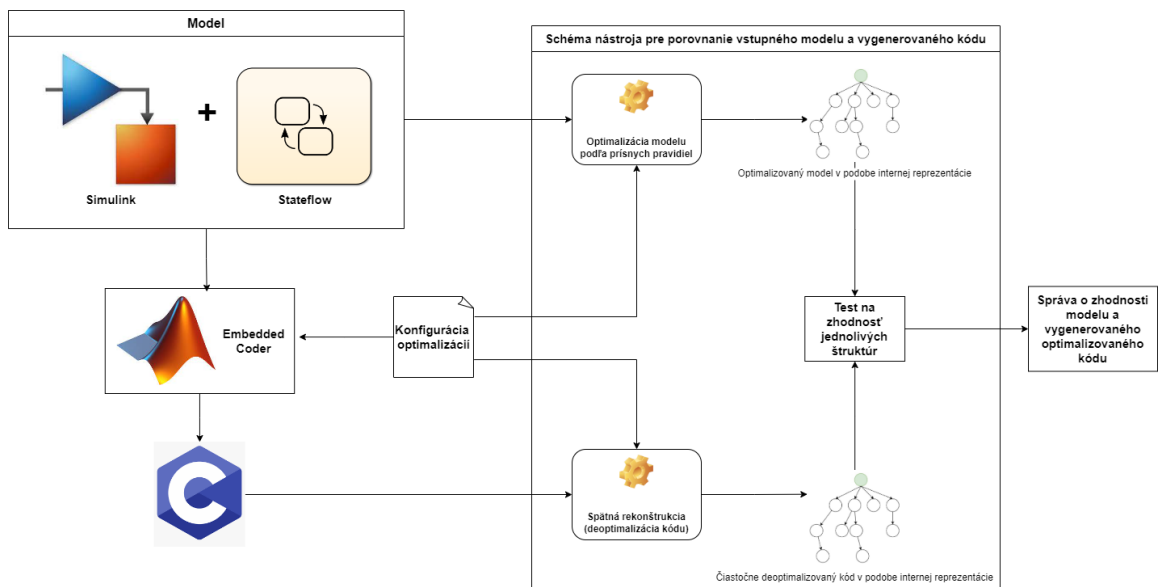 Model
Simulink
+
Stateflow
Embedded
Coder
Konfigurácia
optimalizácií
C
Schéma nástroja pre porovnanie vstupného modelu a vygenerovaného kódu
Optimalizácia modelu
podľa prísnych pravidiel
Optimalizovaný model v podobe internej reprezentácie
Test na
zhodnosť
jednolivých
štruktúr
Spätná rekonštrukcia
(deoptimalizácia kódu)
Čiastočne deoptimalizovaný kód v podobe internej reprezentácie
Správa o zhodnosti
modelu a
vygenerovaného
optimalizovaného
kódu